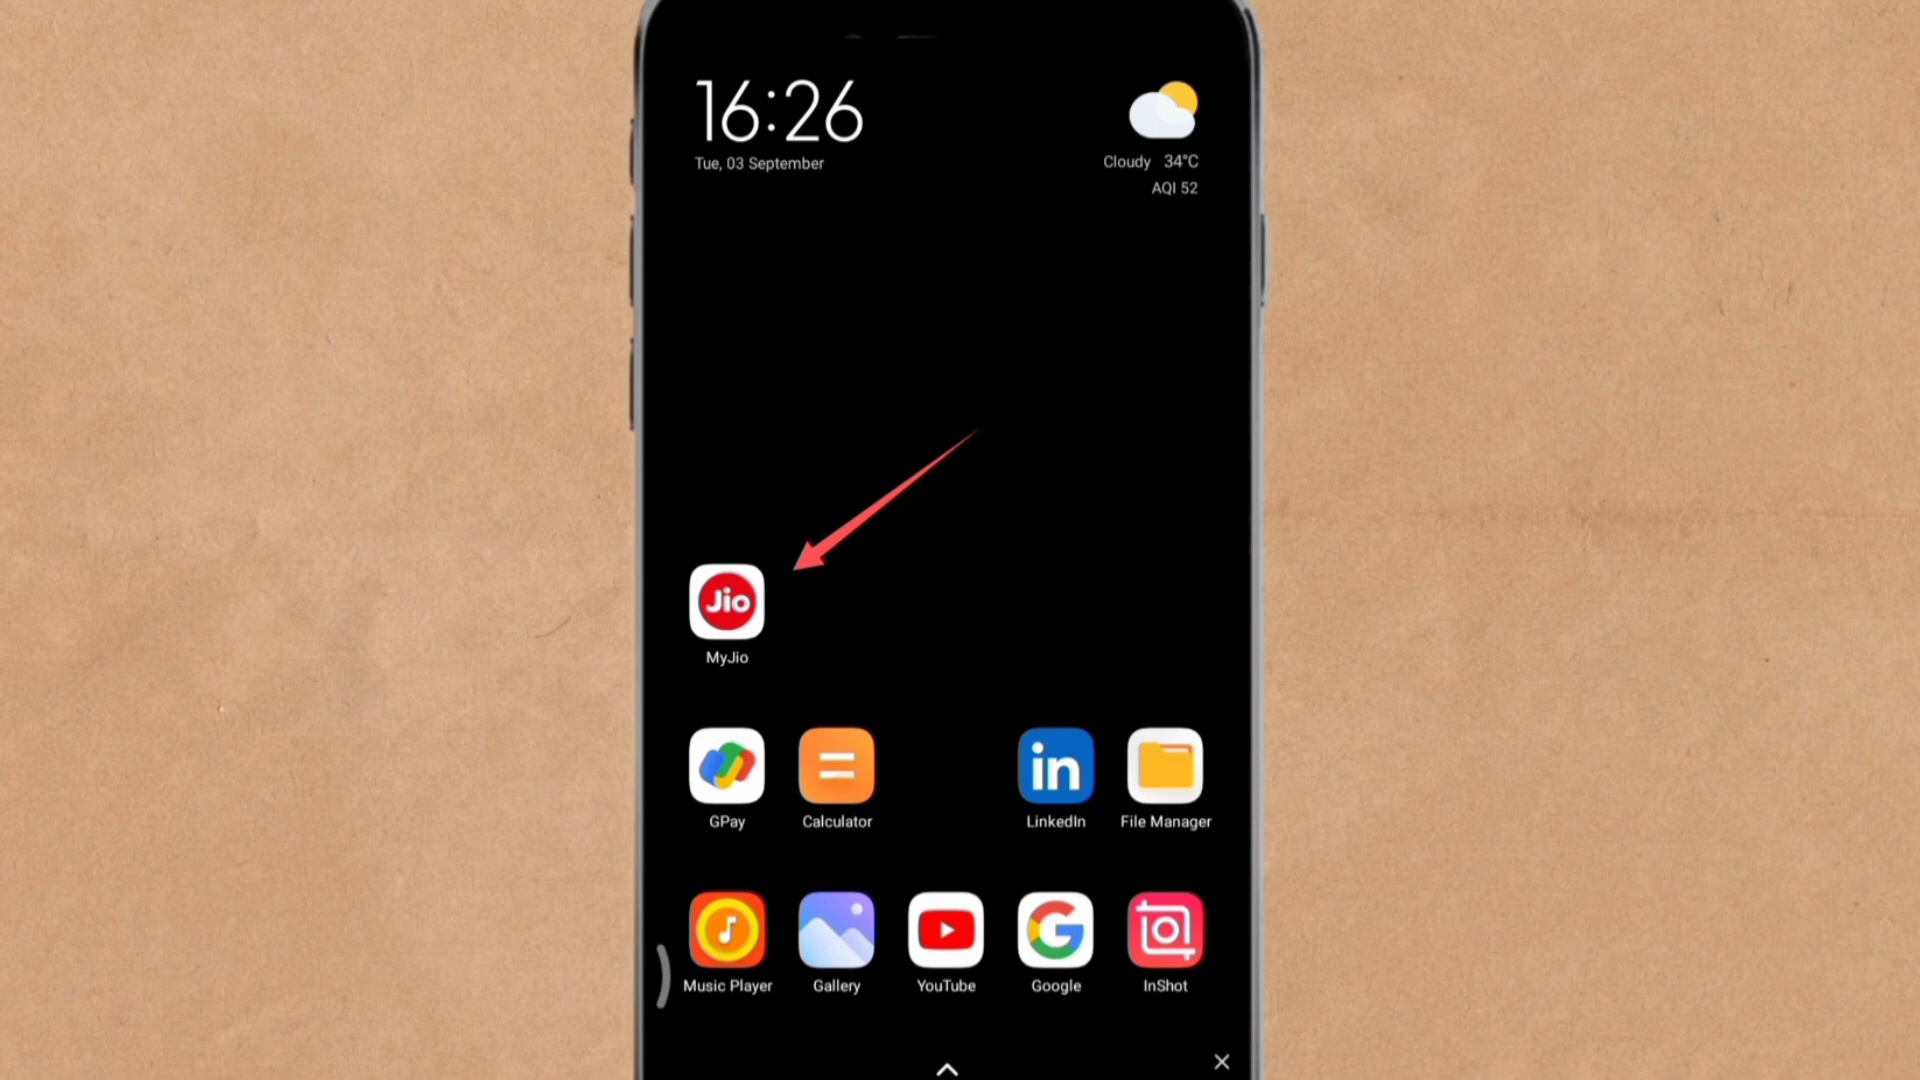 16:26
Tue, 03 September
Cloudy 34°C
AQI 52
Jio
MyJio
GPay
Calculator
in
LinkedIn
File Manager
Music Player
Gallery
YouTube
Google
InShot